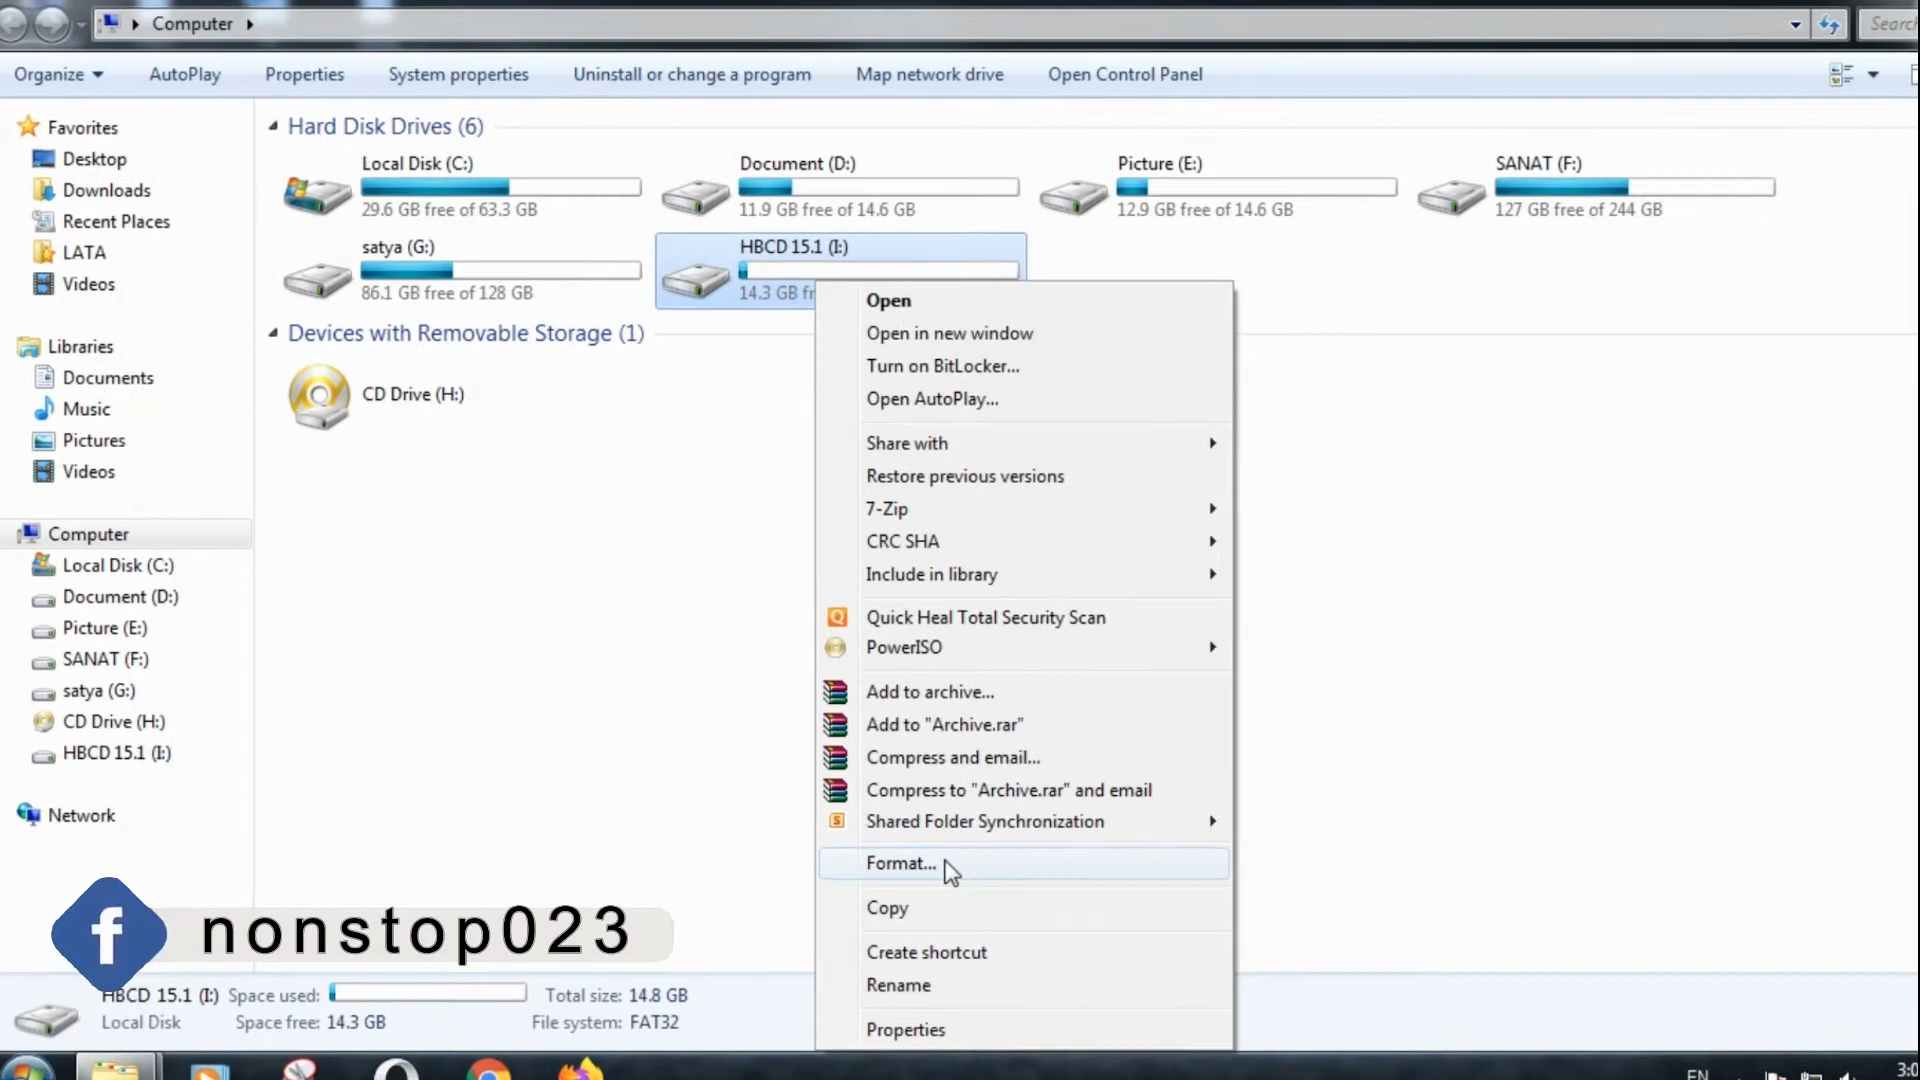 Computer
Search
Organize
AutoPlay
Properties
System properties
Uninstall or change a program
Map network drive
Open Control Panel
Favorites
Desktop
Downloads
Recent Places
LATA
Videos
Libraries
Documents
Music
Pictures
Videos
Computer
Local Disk (C:)
Document (D:)
Picture (E:)
SANAT (F:)
satya (G:)
CD Drive (H:)
HBCD 15.1 (I:)
Network
Hard Disk Drives (6)
Local Disk (C:)
29.6 GB free of 63.3 GB
Document (D:)
11.9 GB free of 14.6 GB
Picture (E:)
12.9 GB free of 14.6 GB
SANAT (F:)
127 GB free of 244 GB
satya (G:)
86.1 GB free of 128 GB
HBCD 15.1 (I:)
14.3 GB fr
Devices with Removable Storage (1)
CD Drive (H:)
Open
Open in new window
Turn on BitLocker...
Open AutoPlay...
Share with
Restore previous versions
7-Zip
CRC SHA
Include in library
Quick Heal Total Security Scan
PowerISO
Add to archive...
Add to "Archive.rar"
Compress and email...
Compress to "Archive.rar" and email
Shared Folder Synchronization
Format...
Copy
Create shortcut
Rename
Properties
f nonstop023
HBCD 15.1 (I:) Space used: Total size: 14.8 GB
Local Disk Space free: 14.3 GB File system: FAT32
EN
3:0